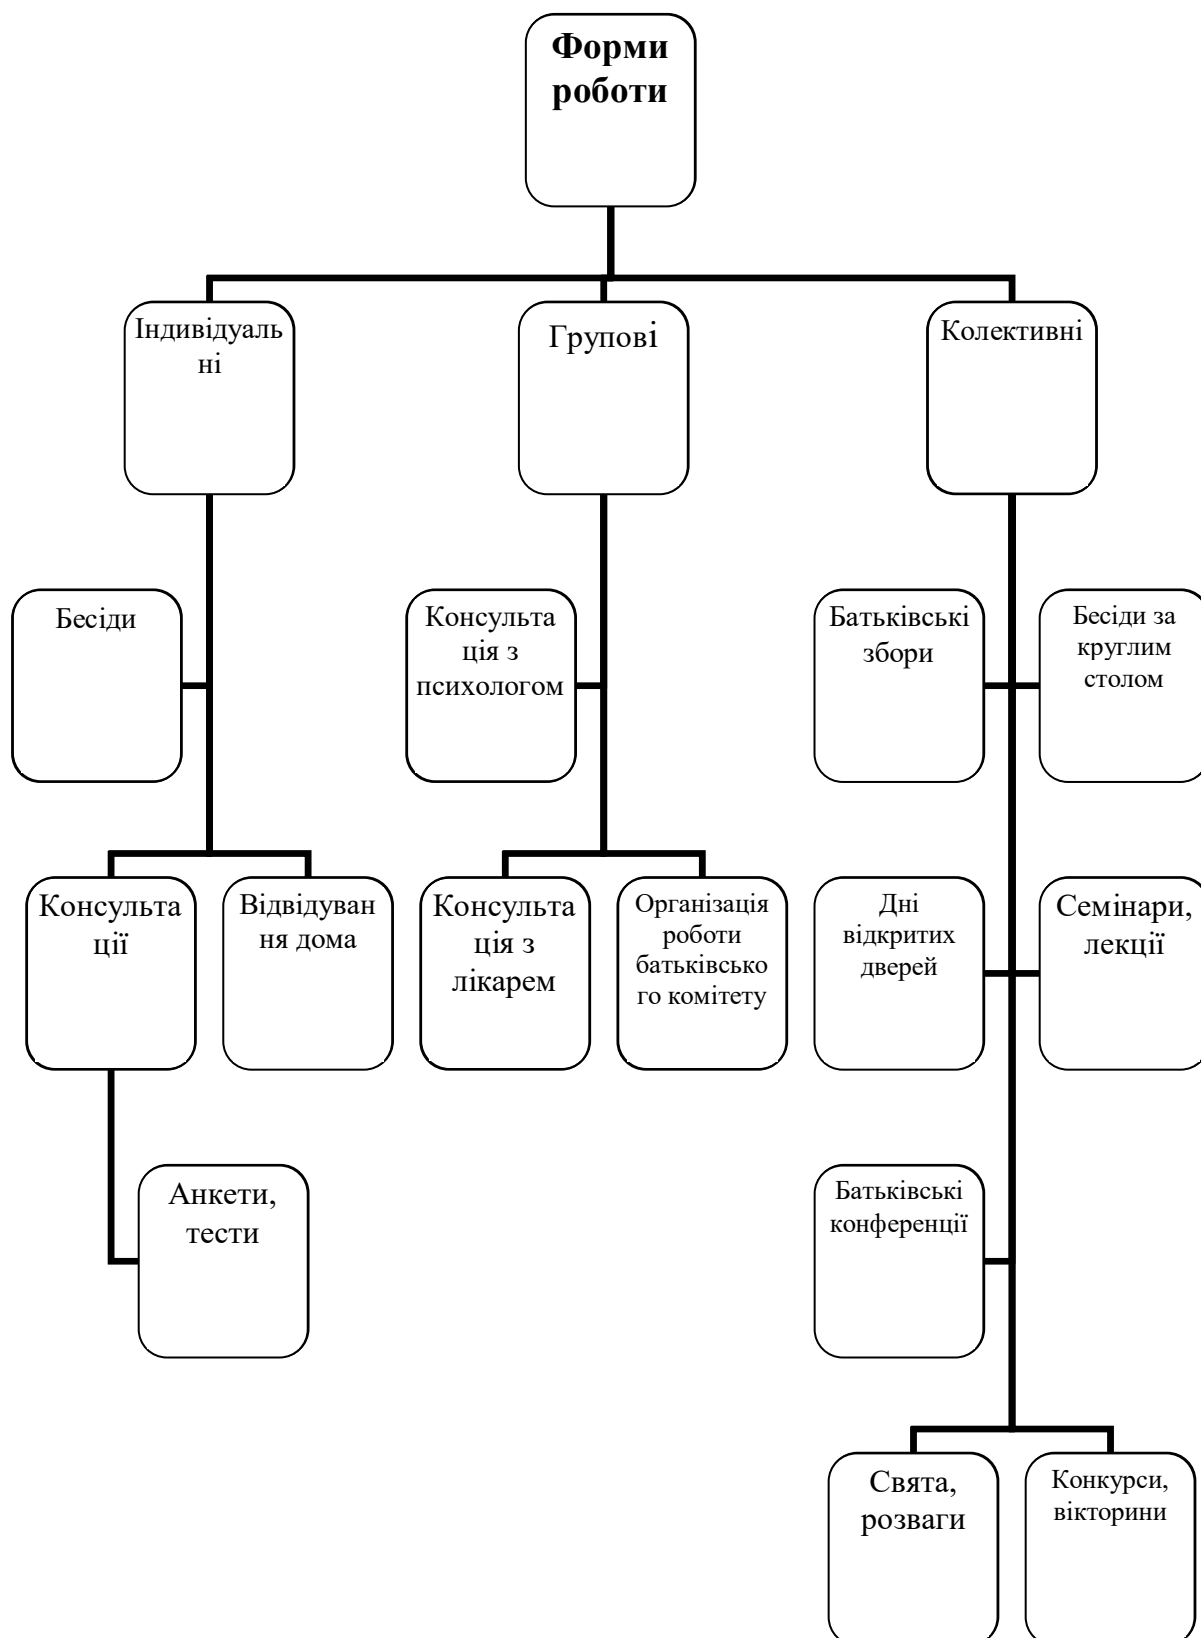 Форми
роботи
Індивідуаль
ні
Групові
Колективні
Бесіди
Консульта
ція з
психологом
Батьківські
збори
Бесіди за
круглим
столом
Консульта
ції
Відвідуван
ня дома
Консульта
ція з
лікарем
Організація
роботи
батьківсько
го комітету
Дні
відкритих
дверей
Семінари,
лекції
Анкети,
тести
Батьківські
конференції
Свята,
розваги
Конкурси,
вікторини